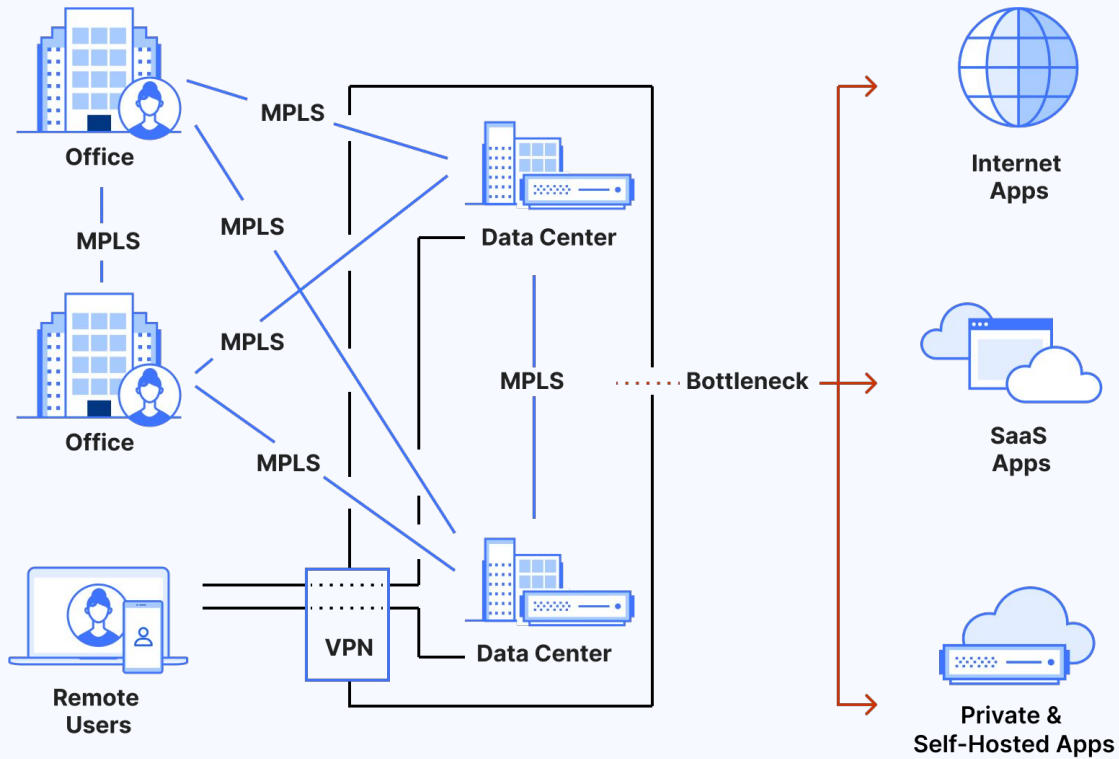 MPLS
Office
MPLS
MPLS
Data Center
MPLS
Office
MPLS
MPLS
MPLS
Bottleneck
VPN
Data Center
Remote
Users
Internet
Apps
SaaS
Apps
Private &
Self-Hosted Apps